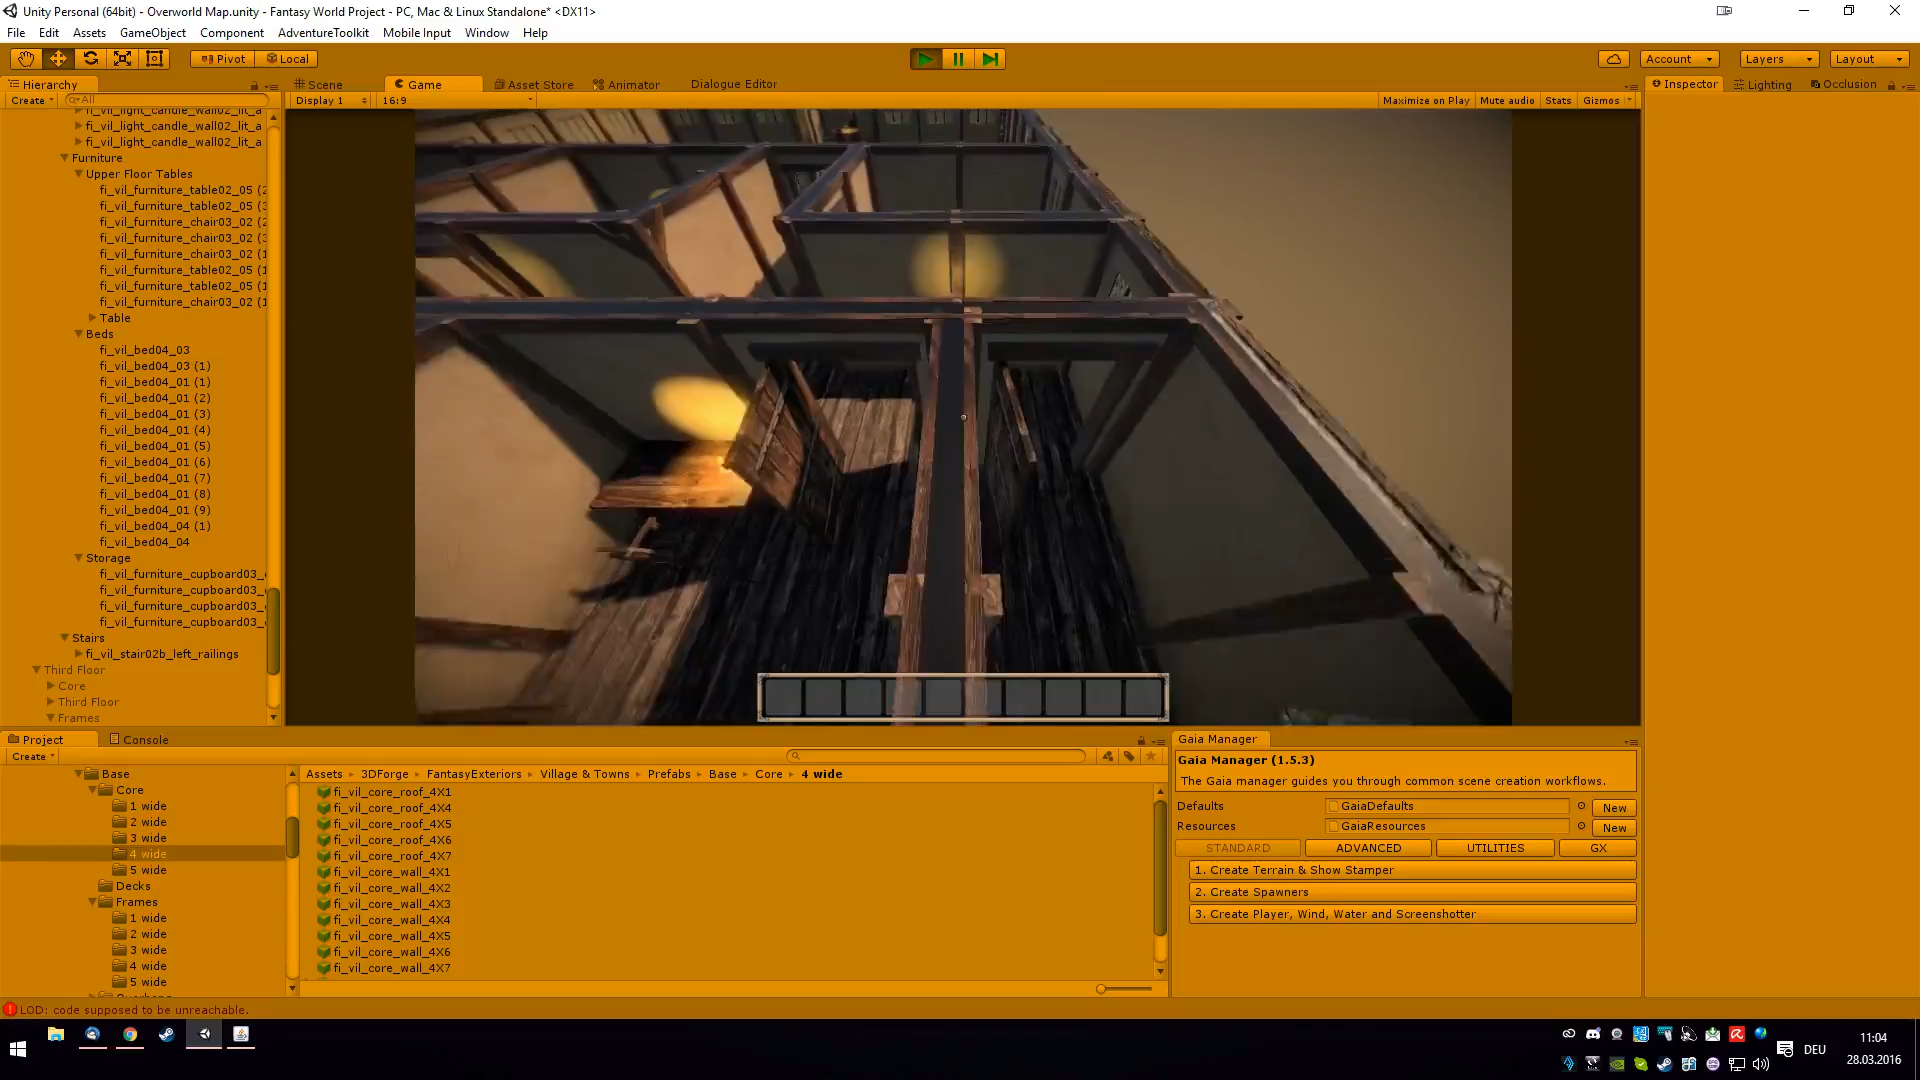 Unity Personal (64bit) - Overworld Map.unity - Fantasy World Project - PC, Mac & Linux Standalone* <DX11>
File Edit Assets GameObject Component AdventureToolkit Mobile Input Window Help
Pivot Local Account Layers Layout
Hierarchy Scene Game Asset Store Animator Dialogue Editor Inspector Lighting Occlusion
Create All Display 1 16:9 Maximize on Play Mute audio Stats Gizmos
fi_vil_light_candle_wall02_lit_a
fi_vil_light_candle_wall02_lit_a
fi_vil_light_candle_wall02_lit_a
Furniture
Upper Floor Tables
fi_vil_furniture_table02_05 (2
fi_vil_furniture_table02_05 (3
fi_vil_furniture_chair03_02 (2
fi_vil_furniture_chair03_02 (3
fi_vil_furniture_chair03_02 (1
fi_vil_furniture_table02_05 (1
fi_vil_furniture_table02_05 (1
fi_vil_furniture_chair03_02 (1
Table
Beds
fi_vil_bed04_03
fi_vil_bed04_03 (1)
fi_vil_bed04_01 (1)
fi_vil_bed04_01 (2)
fi_vil_bed04_01 (3)
fi_vil_bed04_01 (4)
fi_vil_bed04_01 (5)
fi_vil_bed04_01 (6)
fi_vil_bed04_01 (7)
fi_vil_bed04_01 (8)
fi_vil_bed04_01 (9)
fi_vil_bed04_04 (1)
fi_vil_bed04_04
Storage
fi_vil_furniture_cupboard03_
fi_vil_furniture_cupboard03_
fi_vil_furniture_cupboard03_
fi_vil_furniture_cupboard03_
Stairs
fi_vil_stair02b_left_railings
Third Floor
Core
Third Floor
Frames
Project Console
Create
Base
Core
1 wide
2 wide
3 wide
4 wide
5 wide
Decks
Frames
1 wide
2 wide
3 wide
4 wide
5 wide
Assets 3DForge FantasyExteriors Village & Towns Prefabs Base Core 4 wide
fi_vil_core_roof_4X1
fi_vil_core_roof_4X4
fi_vil_core_roof_4X5
fi_vil_core_roof_4X6
fi_vil_core_roof_4X7
fi_vil_core_wall_4X1
fi_vil_core_wall_4X2
fi_vil_core_wall_4X3
fi_vil_core_wall_4X4
fi_vil_core_wall_4X5
fi_vil_core_wall_4X6
fi_vil_core_wall_4X7
Gaia Manager
Gaia Manager (1.5.3)
The Gaia manager guides you through common scene creation workflows.
Defaults GaiaDefaults New
Resources GaiaResources New
STANDARD ADVANCED UTILITIES GX
1. Create Terrain & Show Stamper
2. Create Spawners
3. Create Player, Wind, Water and Screenshotter
LOD: code supposed to be unreachable.
DEU
11:04
28.03.2016